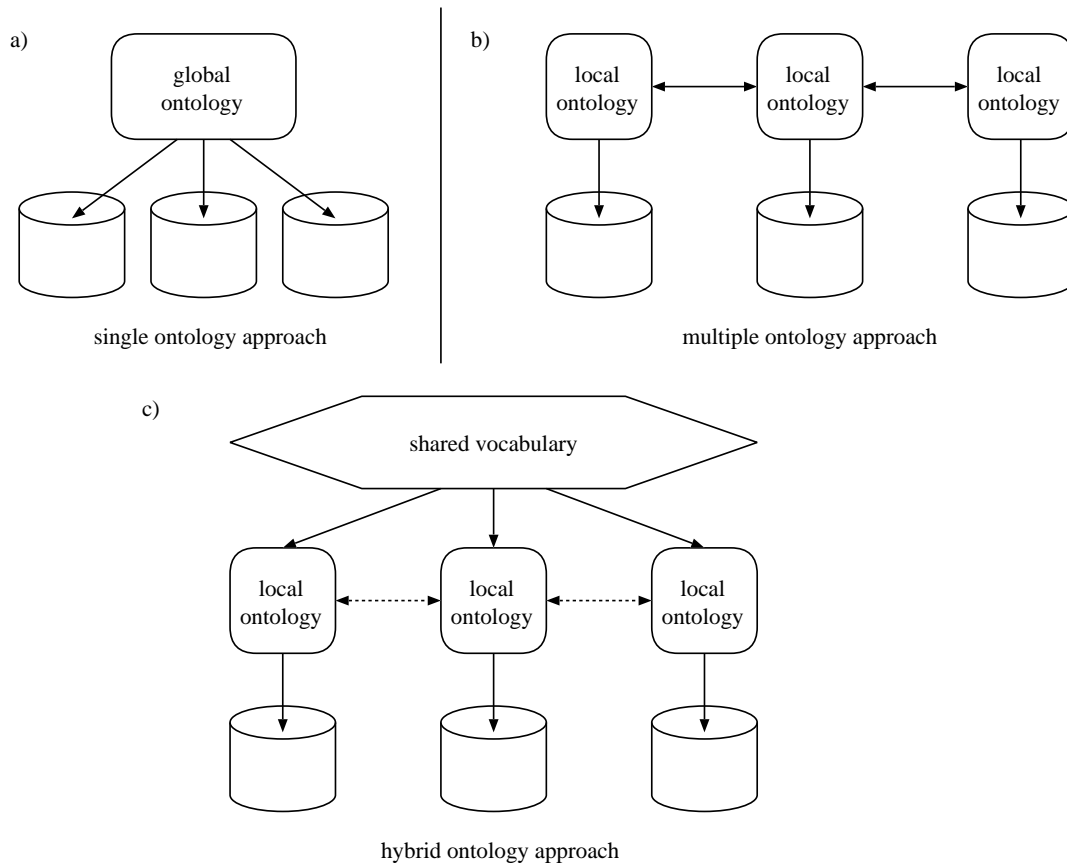 a)
global
ontology
single ontology approach
b)
local
ontology
local
ontology
local
ontology
multiple ontology approach
c)
shared vocabulary
local
ontology
local
ontology
local
ontology
hybrid ontology approach